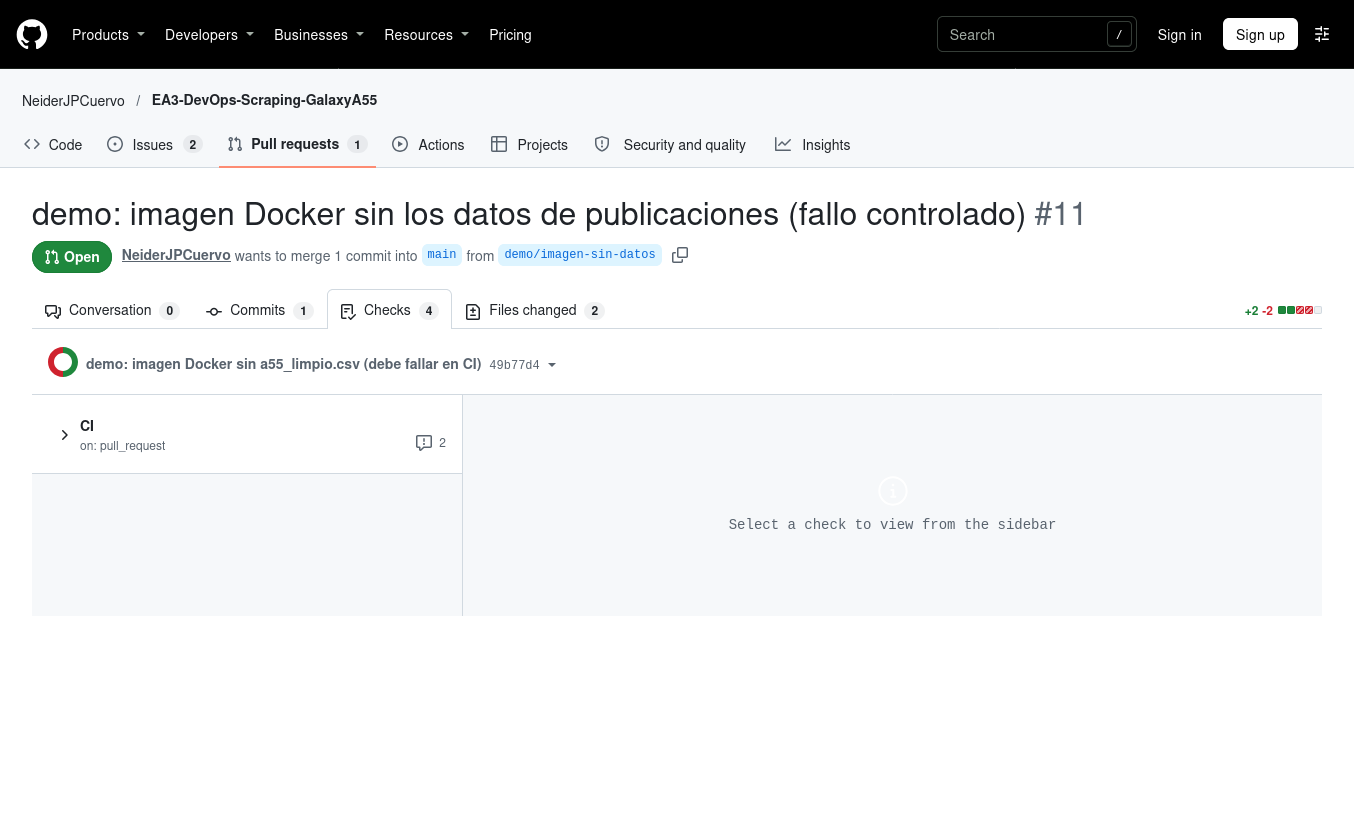 Products Developers Businesses Resources Pricing Search / Sign in Sign up
NeiderJPCuervo / EA3-DevOps-Scraping-GalaxyA55
Code Issues 2 Pull requests 1 Actions Projects Security and quality Insights
demo: imagen Docker sin los datos de publicaciones (fallo controlado) #11
Open NeiderJPCuervo wants to merge 1 commit into main from demo/imagen-sin-datos
Conversation 0 Commits 1 Checks 4 Files changed 2 +2 -2
demo: imagen Docker sin a55_limpio.csv (debe fallar en CI) 49b77d4
CI
on: pull_request 2
Select a check to view from the sidebar